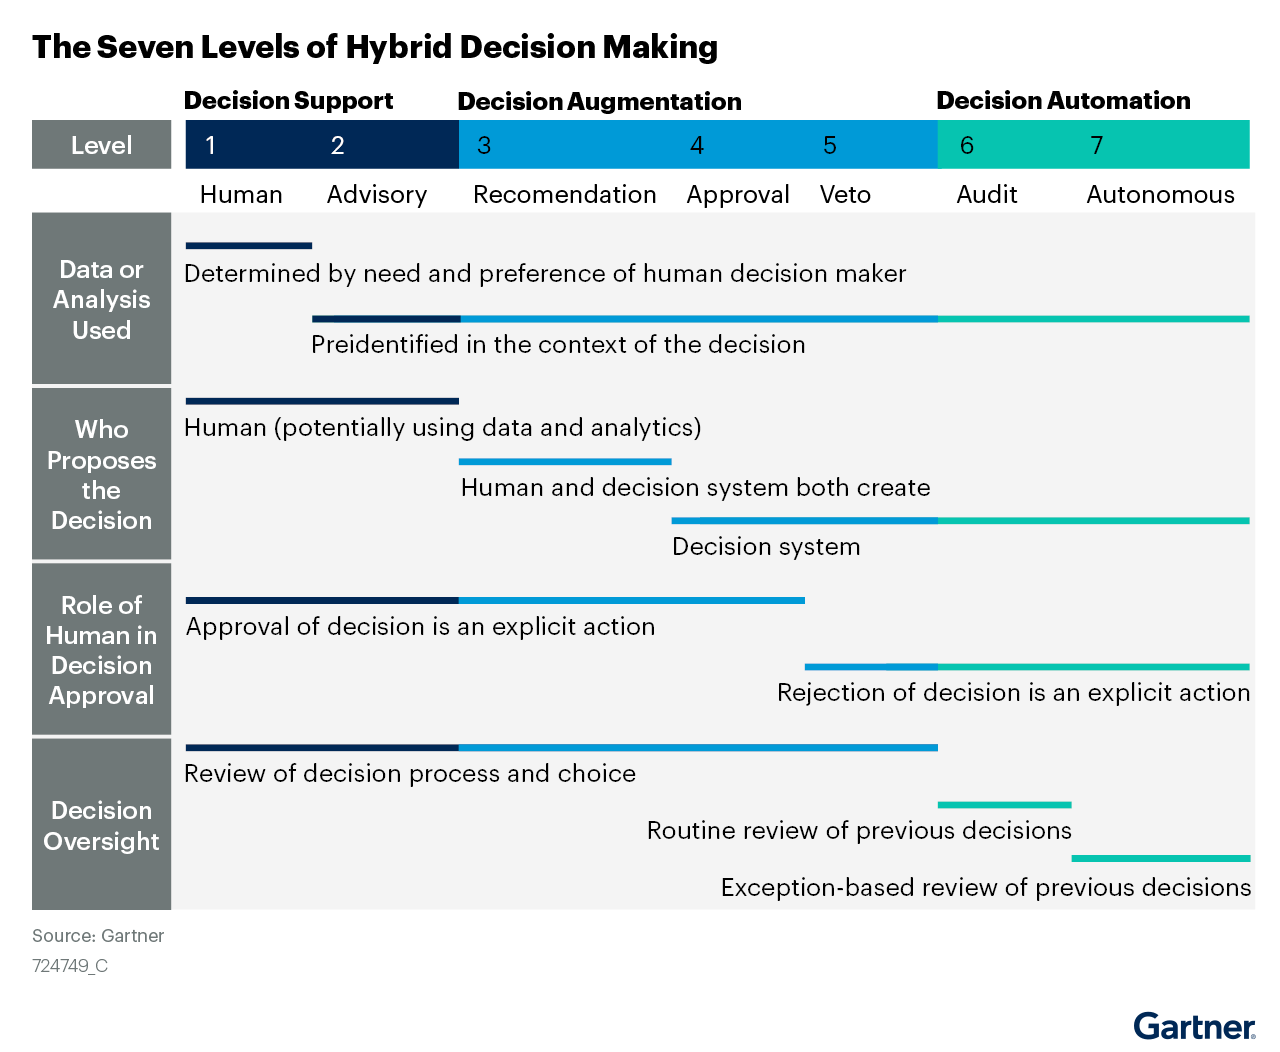 The Seven Levels of Hybrid Decision Making
Decision Support Decision Augmentation Decision Automation
Level 1 2 3 4 5 6 7
Human Advisory Recomendation Approval Veto Audit Autonomous
Data or
Analysis
Used
Determined by need and preference of human decision maker
Preidentified in the context of the decision
Who
Proposes
the
Decision
Human (potentially using data and analytics)
Human and decision system both create
Decision system
Role of
Human in
Decision
Approval
Approval of decision is an explicit action
Rejection of decision is an explicit action
Decision
Oversight
Review of decision process and choice
Routine review of previous decisions
Exception-based review of previous decisions
Source: Gartner
724749_C
Gartner®